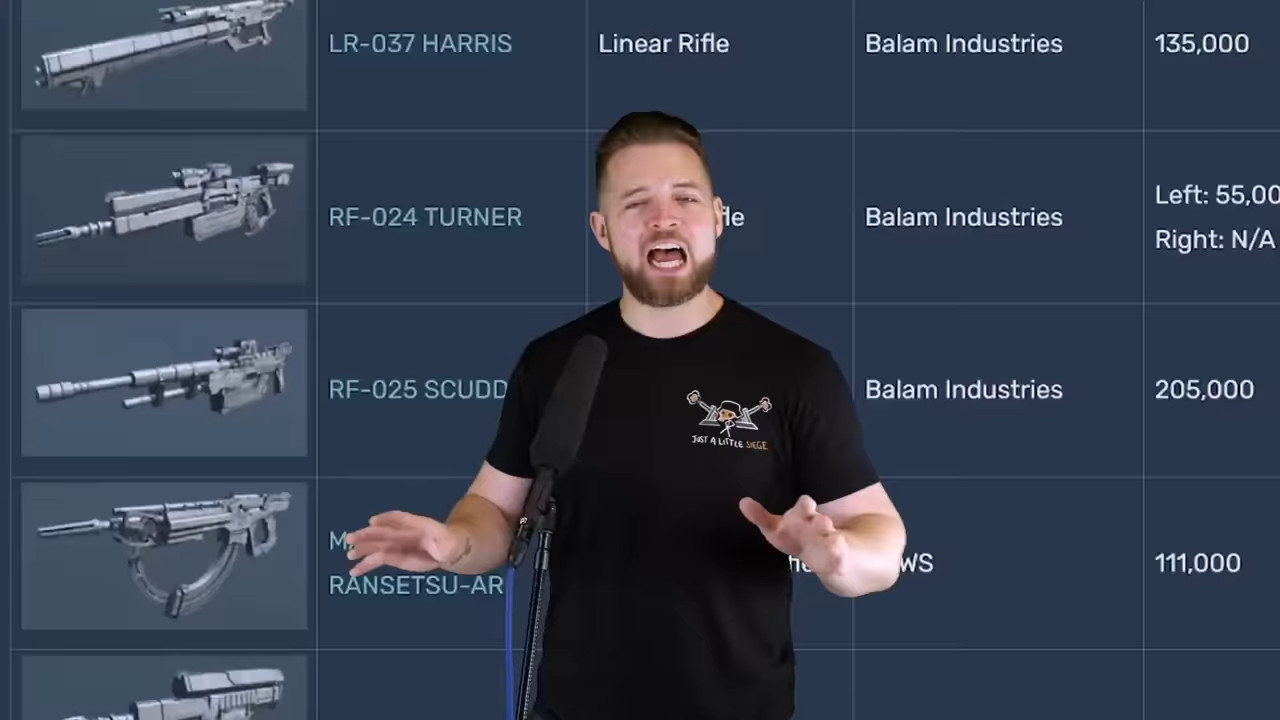 LR-037 HARRIS
Linear Rifle
Balam Industries
135,000
RF-024 TURNER
Balam Industries
Left: 55,00
Right: N/A
RF-025 SCUDD
Balam Industries
205,000
RANSETSU-AR
WS
111,000
JUST A LITTLE SIEGE